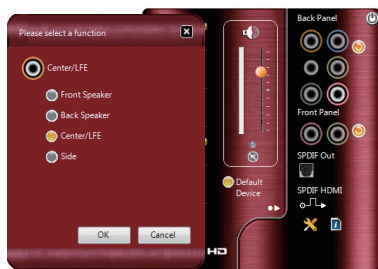 Please select a function
Center/LFE
Front Speaker
Back Speaker
Center/LFE
Side
OK
Cancel
Back Panel
Front Panel
SPDIF Out
SPDIF HDMI
Default
Device
HD